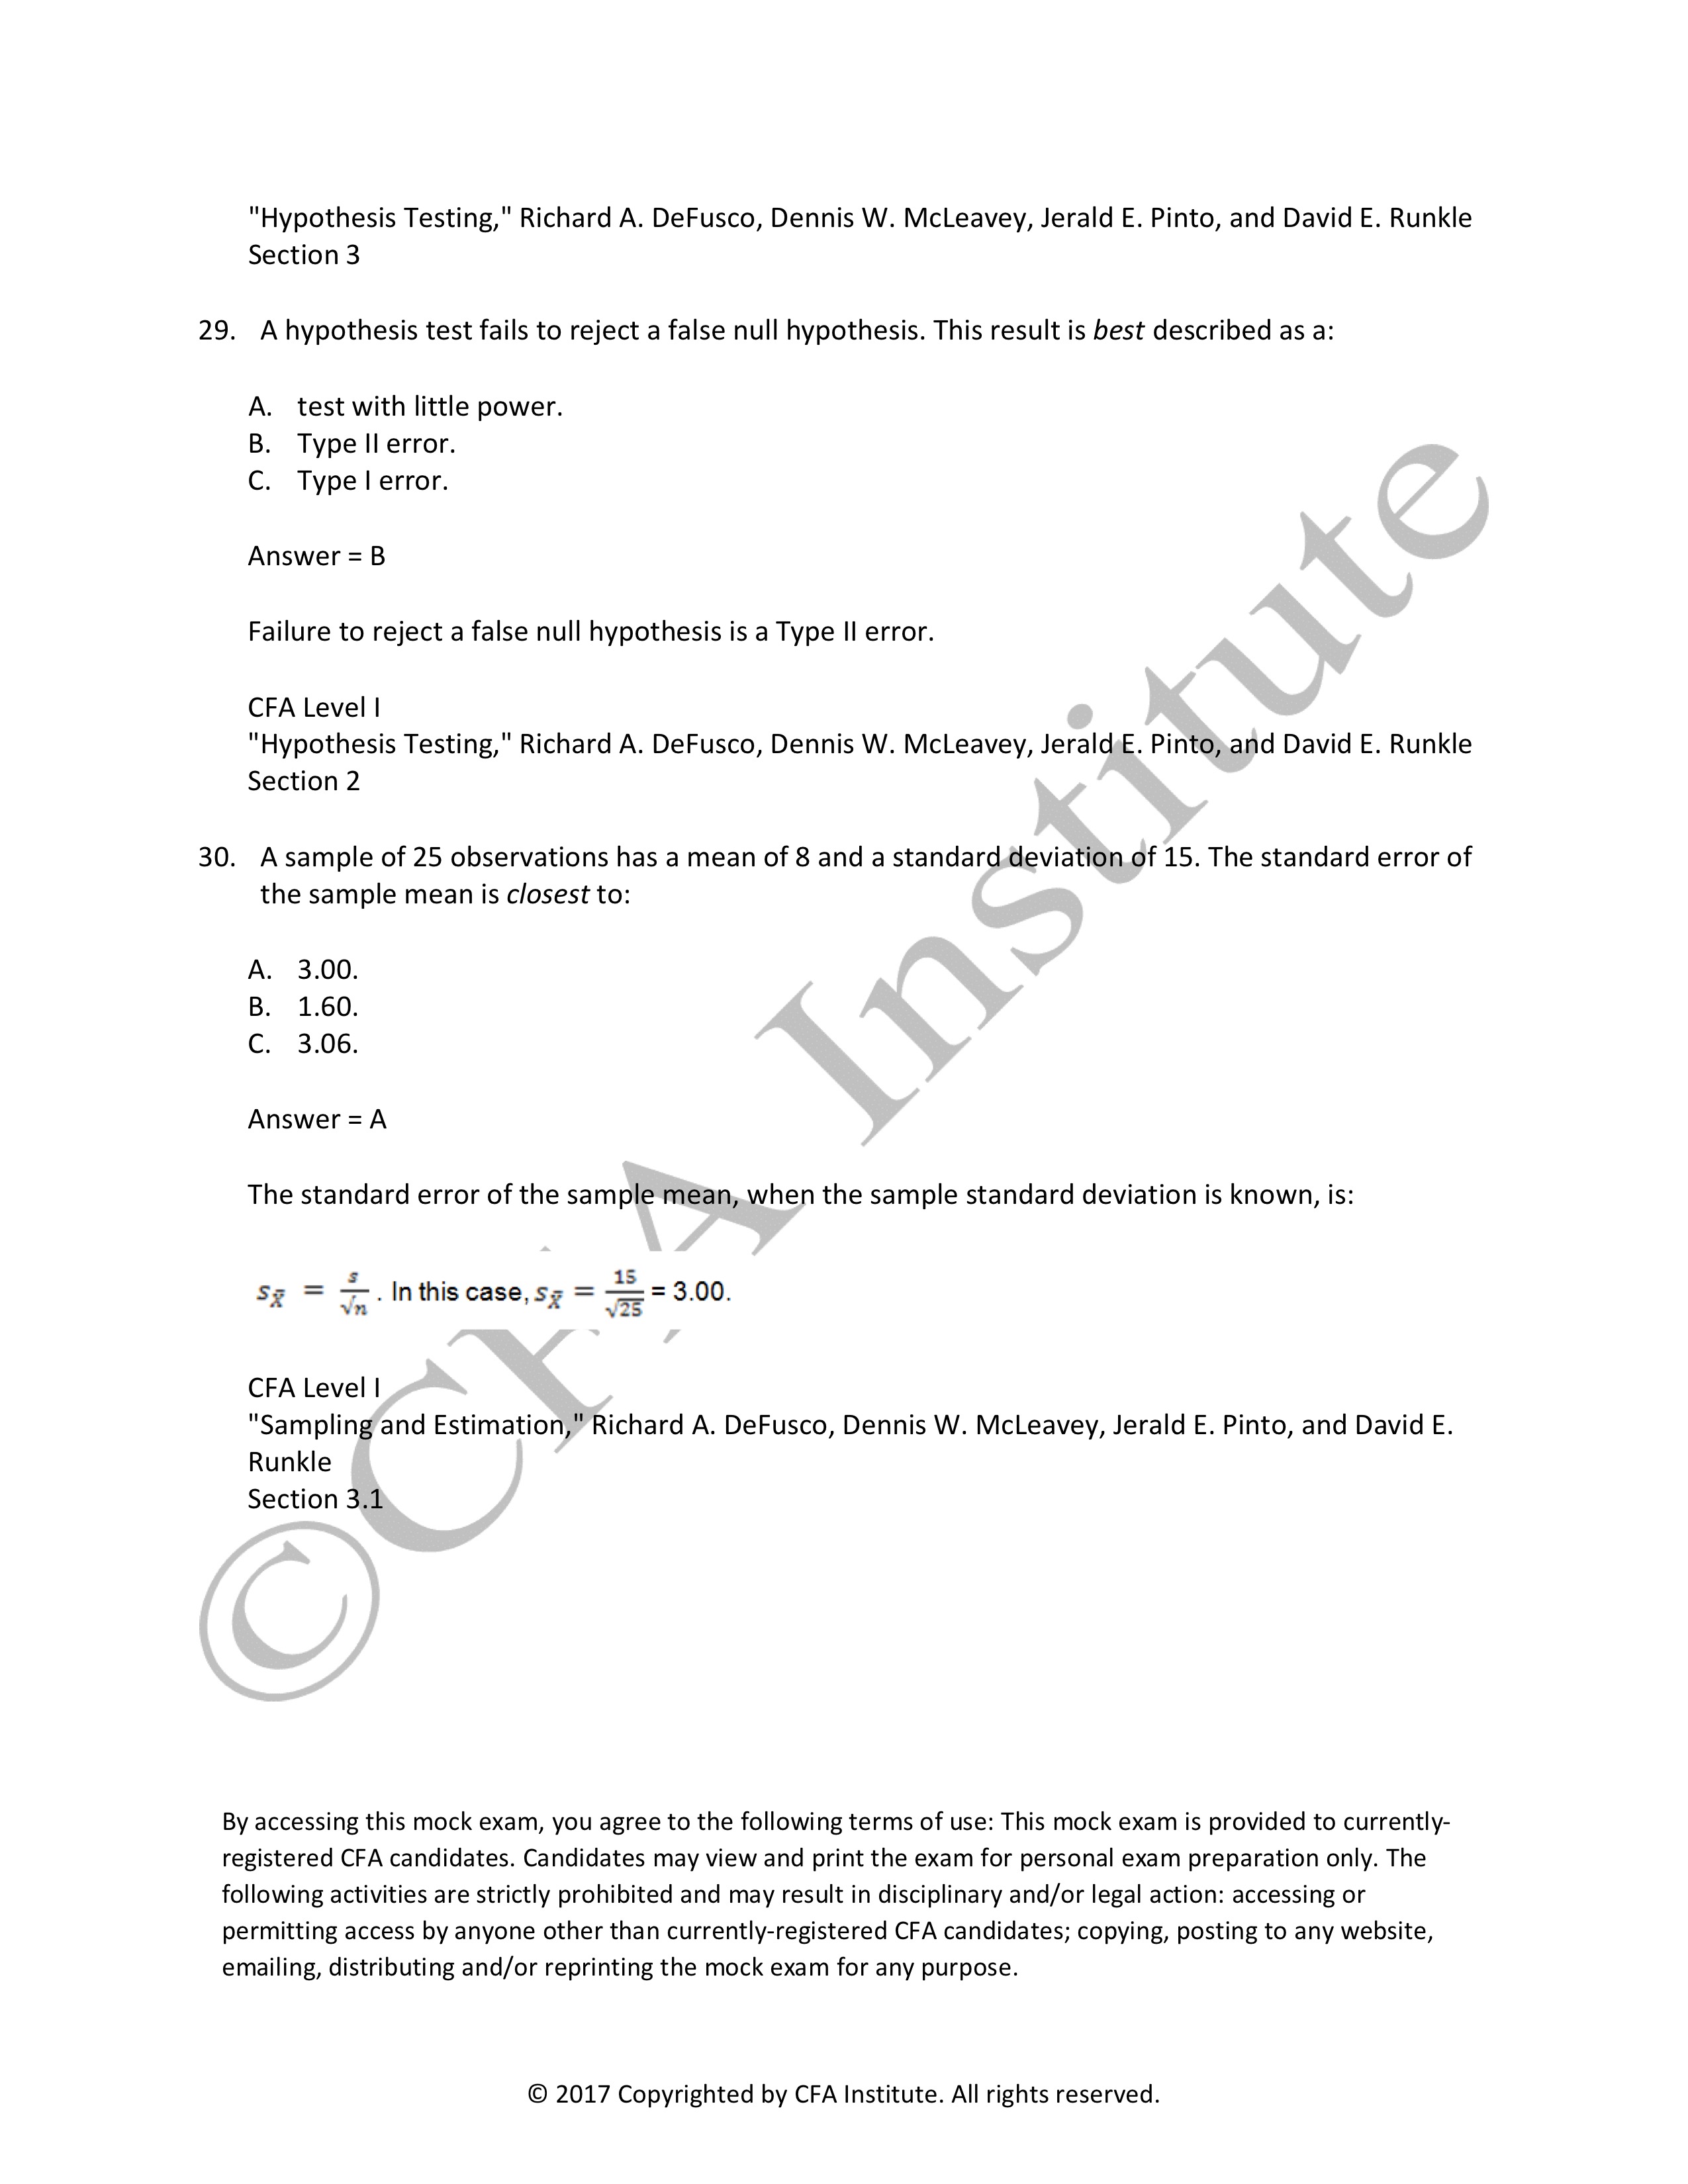 "Hypothesis Testing," Richard A. DeFusco, Dennis W. McLeavey, Jerald E. Pinto, and David E. Runkle
Section 3
29. A hypothesis test fails to reject a false null hypothesis. This result is best described as a:
A. test with little power.
B. Type II error.
C. Type I error.
Answer = B
Failure to reject a false null hypothesis is a Type II error.
CFA Level I
"Hypothesis Testing," Richard A. DeFusco, Dennis W. McLeavey, Jerald E. Pinto, and David E. Runkle
Section 2
30. A sample of 25 observations has a mean of 8 and a standard deviation of 15. The standard error of
the sample mean is closest to:
A. 3.00.
B. 1.60.
C. 3.06.
Answer = A
The standard error of the sample mean, when the sample standard deviation is known, is:
s_X̄ = s/√n . In this case, s_X̄ = 15/√25 = 3.00.
CFA Level I
"Sampling and Estimation," Richard A. DeFusco, Dennis W. McLeavey, Jerald E. Pinto, and David E.
Runkle
Section 3.1
©CFA Institute
By accessing this mock exam, you agree to the following terms of use: This mock exam is provided to currently-
registered CFA candidates. Candidates may view and print the exam for personal exam preparation only. The
following activities are strictly prohibited and may result in disciplinary and/or legal action: accessing or
permitting access by anyone other than currently-registered CFA candidates; copying, posting to any website,
emailing, distributing and/or reprinting the mock exam for any purpose.
© 2017 Copyrighted by CFA Institute. All rights reserved.